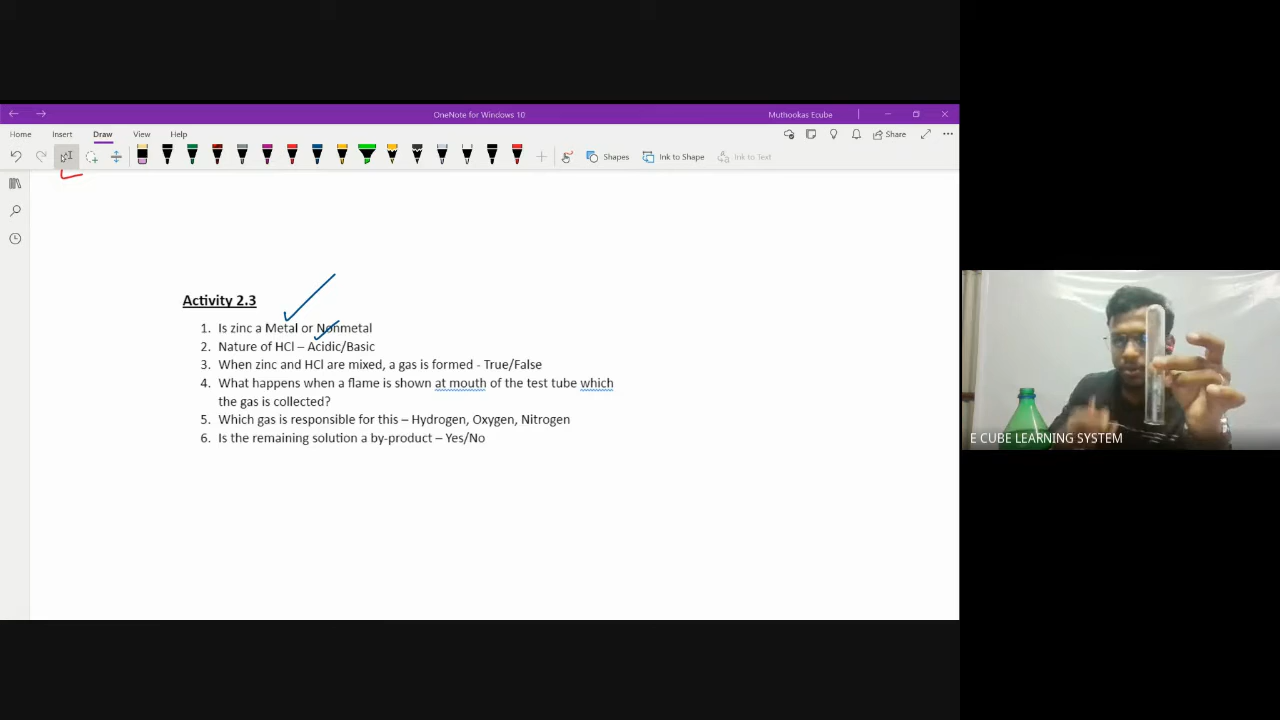 OneNote for Windows 10
Muthookas Ecube
Home Insert Draw View Help
Share
Shapes Ink to Shape Ink to Text
Activity 2.3
1. Is zinc a Metal or Nonmetal
2. Nature of HCl – Acidic/Basic
3. When zinc and HCl are mixed, a gas is formed - True/False
4. What happens when a flame is shown at mouth of the test tube which
the gas is collected?
5. Which gas is responsible for this – Hydrogen, Oxygen, Nitrogen
6. Is the remaining solution a by-product – Yes/No
E CUBE LEARNING SYSTEM